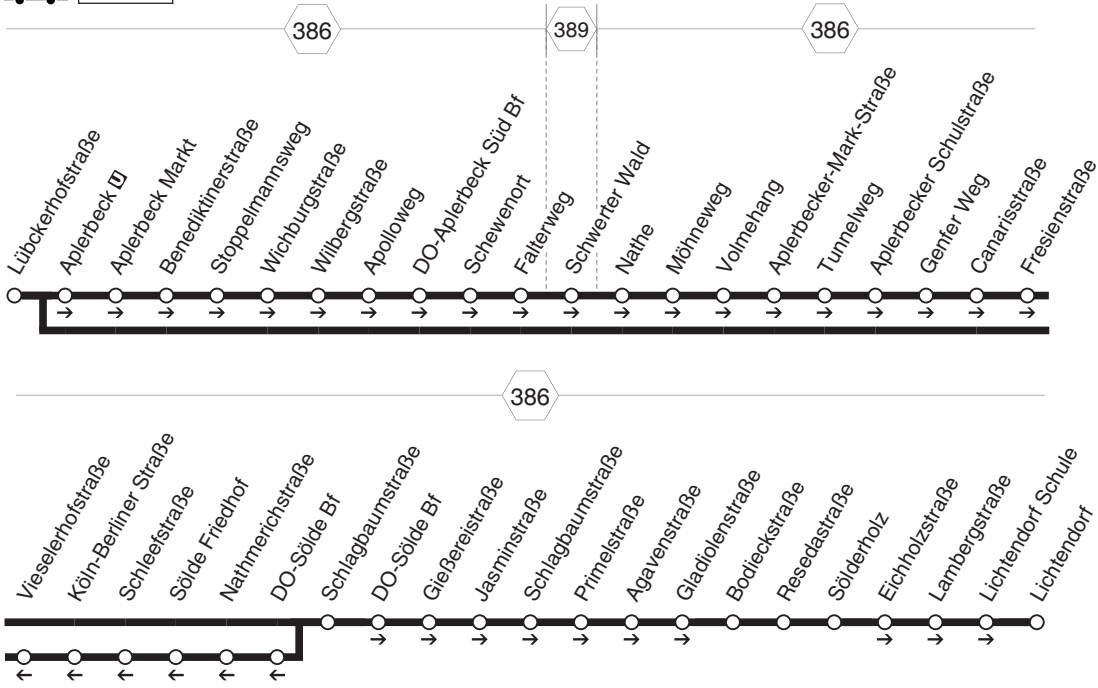 386
389
386
Lübckerhofstraße
Aplerbeck U
Aplerbeck Markt
Benediktinerstraße
Stoppelmannsweg
Wichburgstraße
Wilbergstraße
Apolloweg
DO-Aplerbeck Süd Bf
Schewenort
Falterweg
Schwerter Wald
Nathe
Möhneweg
Volmehang
Aplerbecker-Mark-Straße
Tunnelweg
Aplerbecker Schulstraße
Genfer Weg
Canarisstraße
Fresienstraße
386
Vieselerhofstraße
Köln-Berliner Straße
Schleefstraße
Sölde Friedhof
Nathmerichstraße
DO-Sölde Bf
Schlagbaumstraße
DO-Sölde Bf
Gießereistraße
Jasminstraße
Schlagbaumstraße
Primelstraße
Agavenstraße
Gladiolenstraße
Bodieckstraße
Resedastraße
Sölderholz
Eichholzstraße
Lambergstraße
Lichtendorf Schule
Lichtendorf